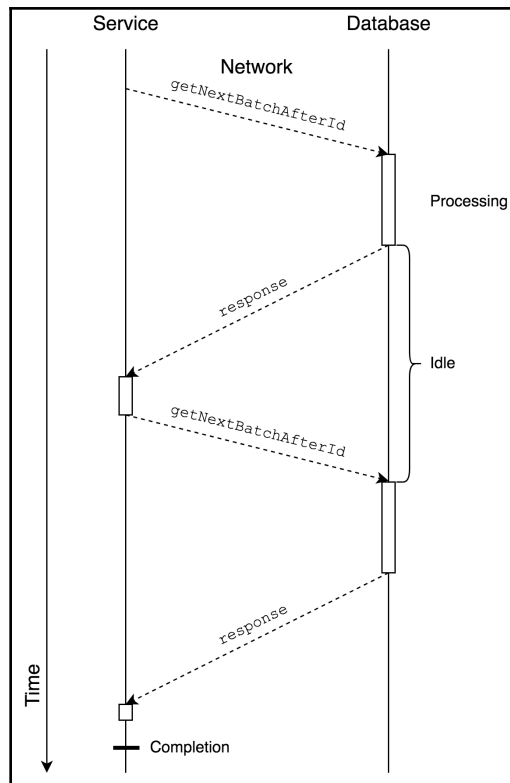 Service
Database
Network
getNextBatchAfterId
Processing
response
Idle
getNextBatchAfterId
response
Time
Completion